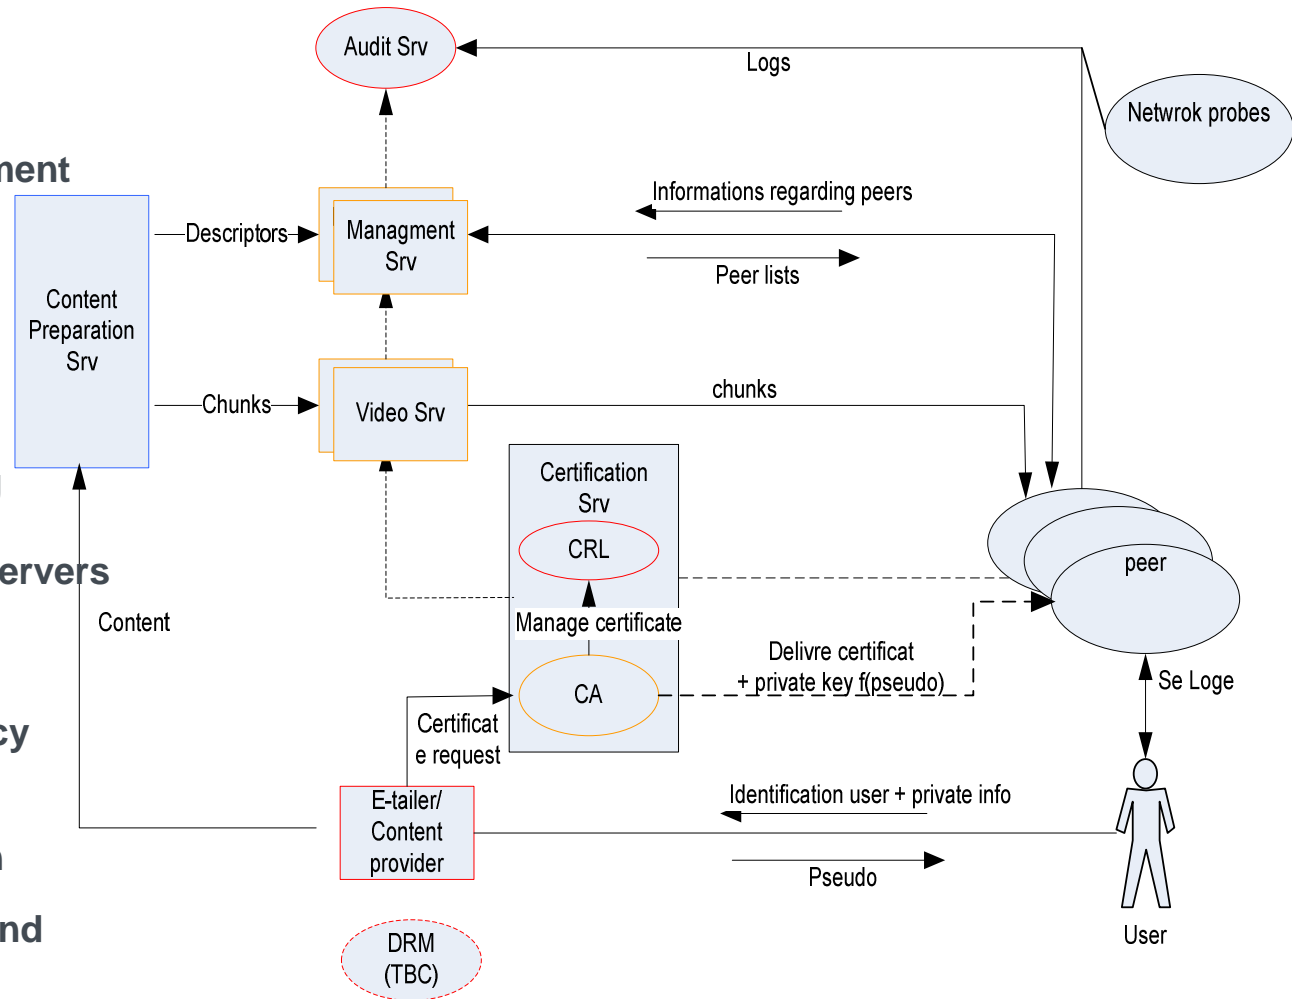 Audit Srv
Logs
Netwrok probes
ment
Informations regarding peers
Descriptors
Managment
Srv
Peer lists
Content
Preparation
Srv
chunks
Chunks
Video Srv
Certification
Srv
CRL
ervers
peer
Content
Manage certificate
Delivre certificat
+ private key f(pseudo)
Se Loge
CA
cy
Certificat
e request
Identification user + private info
E-tailer/
Content
provider
Pseudo
nd
User
DRM
(TBC)